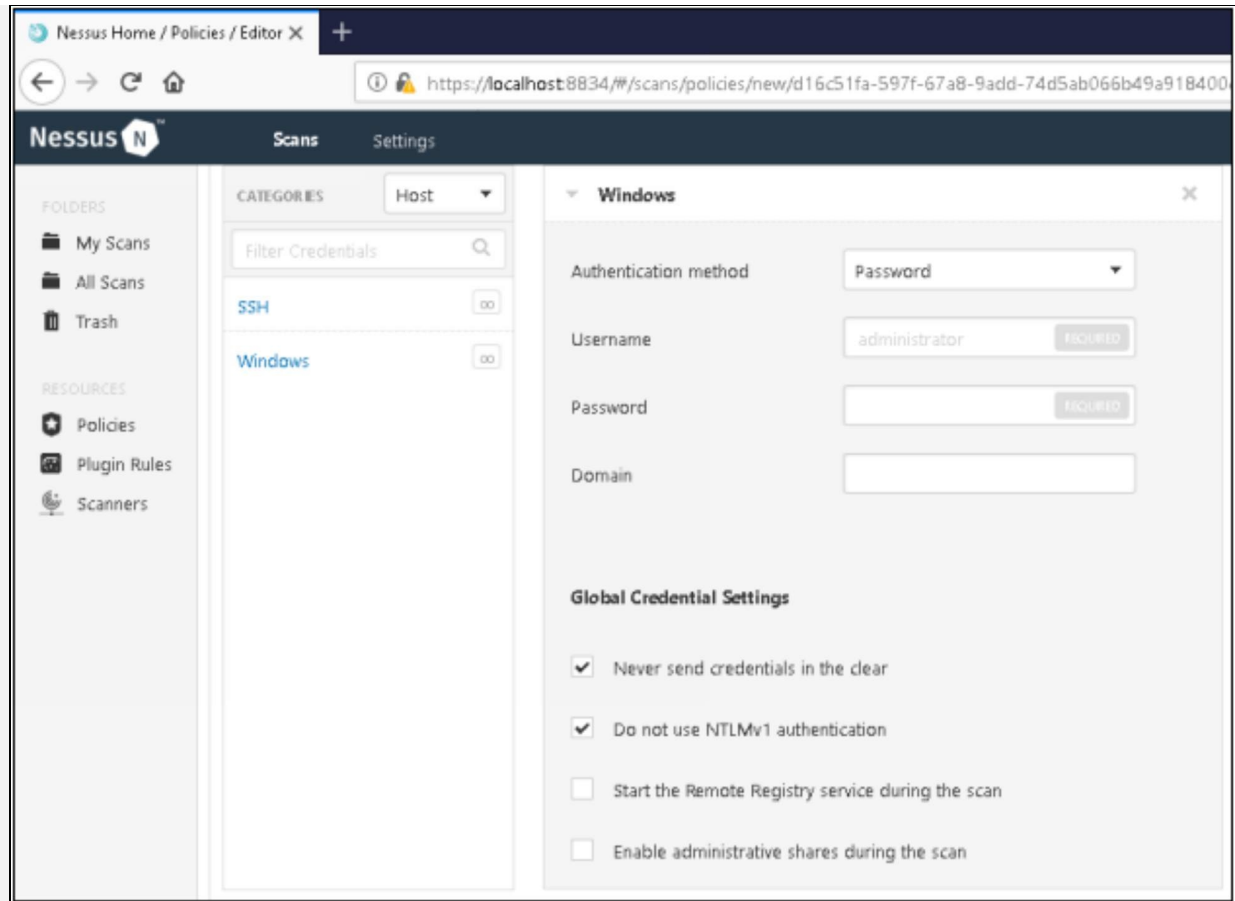 Nessus Home / Policies / Editor
https://localhost:8834/#/scans/policies/new/d16c51fa-597f-67a8-9add-74d5ab066b49a918400
Nessus N ™
Scans Settings
FOLDERS
My Scans
All Scans
Trash
RESOURCES
Policies
Plugin Rules
Scanners
CATEGORIES Host
Filter Credentials
SSH ∞
Windows ∞
Windows
Authentication method Password
Username administrator REQUIRED
Password REQUIRED
Domain
Global Credential Settings
Never send credentials in the clear
Do not use NTLMv1 authentication
Start the Remote Registry service during the scan
Enable administrative shares during the scan